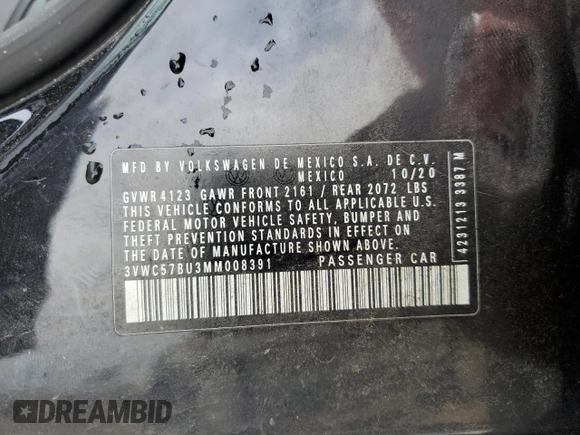 MFD BY VOLKSWAGEN DE MEXICO S.A. DE C.V.
MEXICO 10/20
GVWR 4123 GAWR FRONT 2161 / REAR 2072 LBS
THIS VEHICLE CONFORMS TO ALL APPLICABLE U.S.
FEDERAL MOTOR VEHICLE SAFETY, BUMPER AND
THEFT PREVENTION STANDARDS IN EFFECT ON
THE DATE OF MANUFACTURE SHOWN ABOVE.
3VWC57BU3MM008391 PASSENGER CAR
4231213 3387 M
DREAMBID